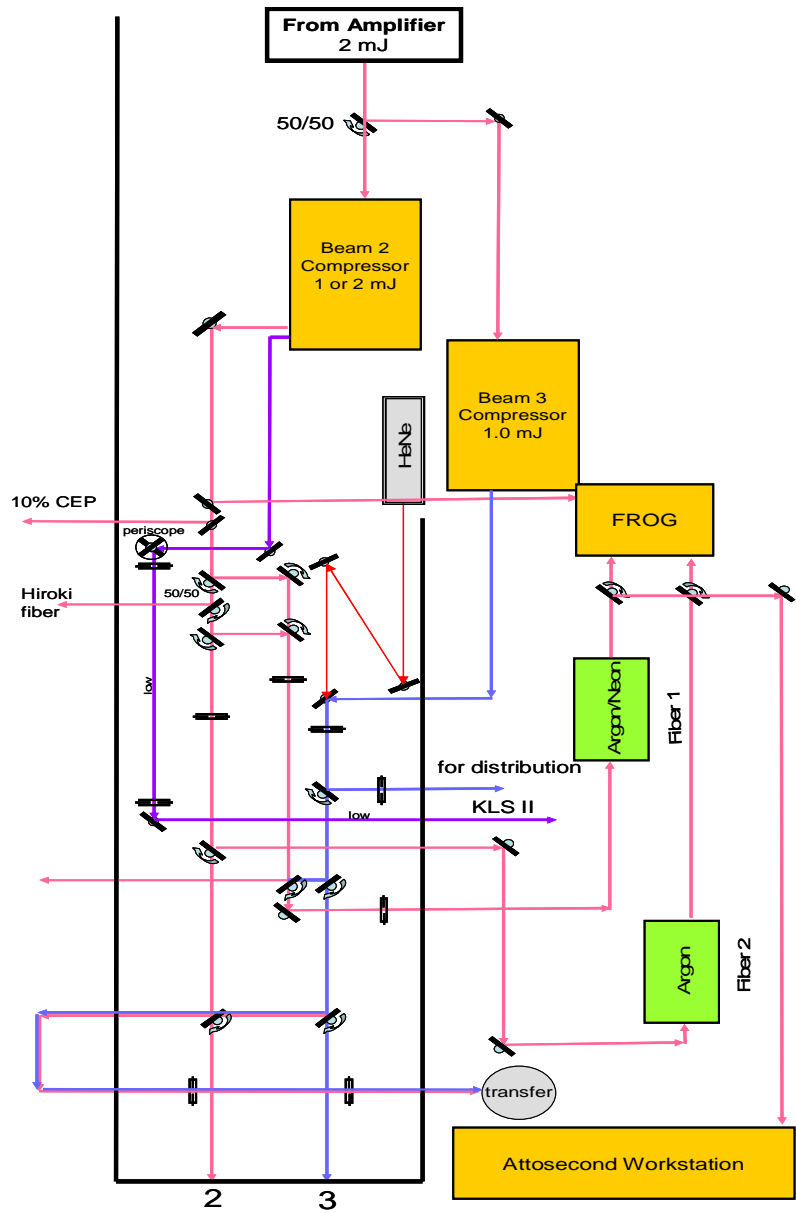 From Amplifier
2 mJ
50/50
Beam 2
Compressor
1 or 2 mJ
Beam 3
Compressor
1.0 mJ
HeNe
10% CEP
FROG
periscope
Hiroki
fiber
50/50
low
Argon/Neon
Fiber 1
for distribution
KLS II
low
Argon
Fiber 2
transfer
Attosecond Workstation
2
3